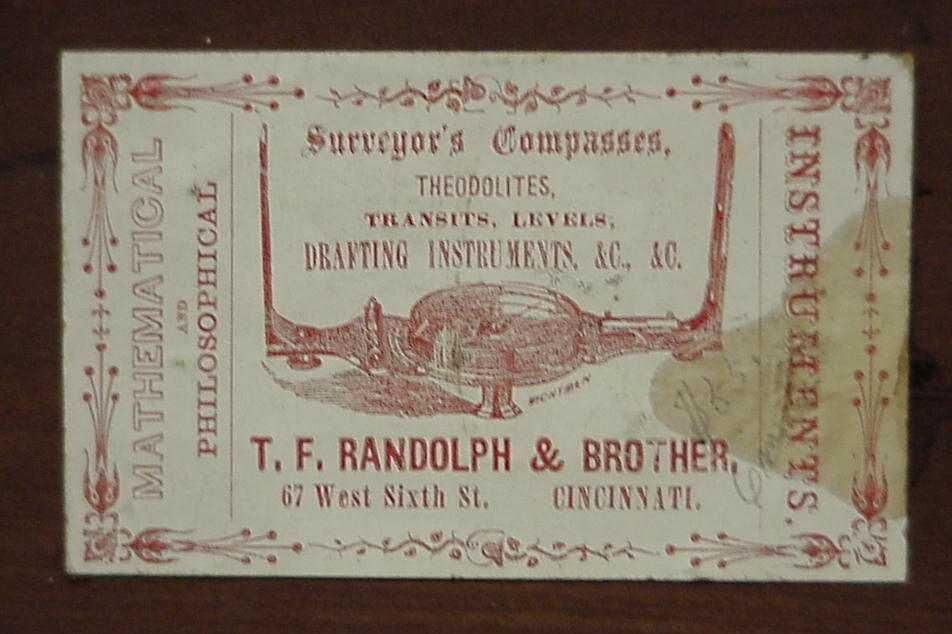 MATHEMATICAL
AND
PHILOSOPHICAL
Surveyor's Compasses,
THEODOLITES,
TRANSITS, LEVELS,
DRAFTING INSTRUMENTS, &C., &C.
T. F. RANDOLPH & BROTHER,
67 West Sixth St. CINCINNATI.
INSTRUMENTS.